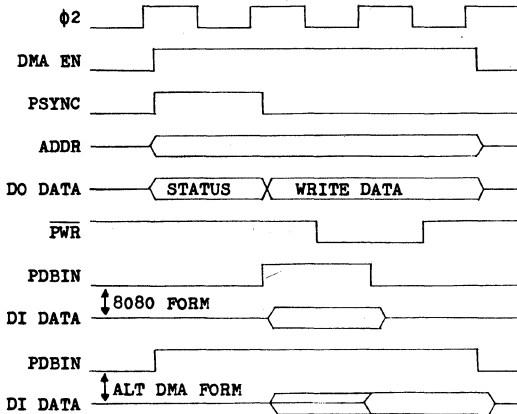 ϕ2
DMA EN
PSYNC
ADDR
DO DATA STATUS WRITE DATA
PWR
PDBIN
8080 FORM
DI DATA
PDBIN
ALT DMA FORM
DI DATA